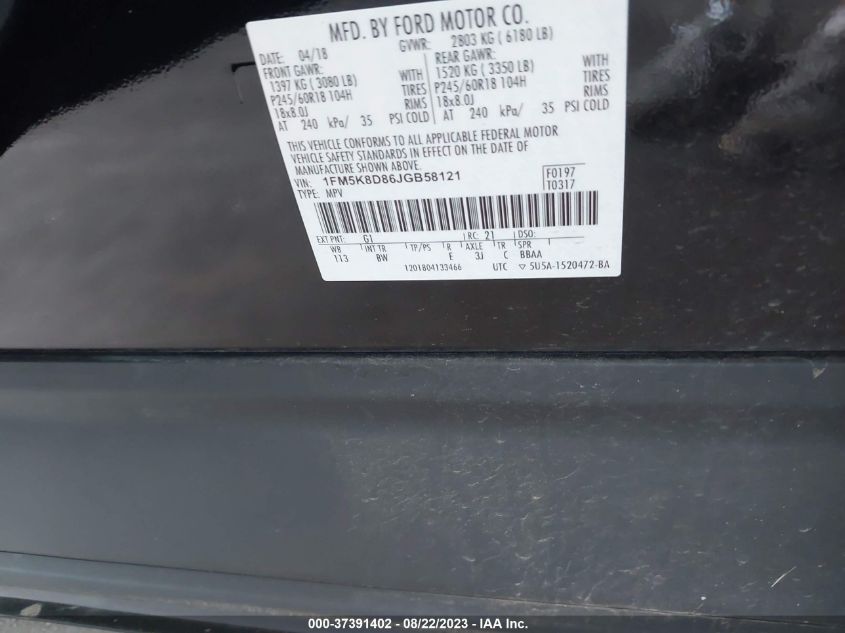 MFD. BY FORD MOTOR CO.
DATE: 04/18 GVWR: 2803 KG ( 6180 LB)
FRONT GAWR: REAR GAWR:
1397 KG ( 3080 LB) WITH 1520 KG ( 3350 LB) WITH
P245/60R18 104H TIRES P245/60R18 104H TIRES
18x8.0J RIMS 18x8.0J RIMS
AT 240 kPa/ 35 PSI COLD AT 240 kPa/ 35 PSI COLD
THIS VEHICLE CONFORMS TO ALL APPLICABLE FEDERAL MOTOR
VEHICLE SAFETY STANDARDS IN EFFECT ON THE DATE OF
MANUFACTURE SHOWN ABOVE.
VIN: 1FM5K8D86JGB58121 F0197
TYPE: MPV T0317
EXT PNT: G1 RC: 21 DSO:
WB INT TR TP/PS R AXLE TR SPR
113 BW E 3J C BBAA
1201804133466 UTC ▽ 5U5A-1520472-BA
000-37391402 - 08/22/2023 - Copyright © IAA, Inc.